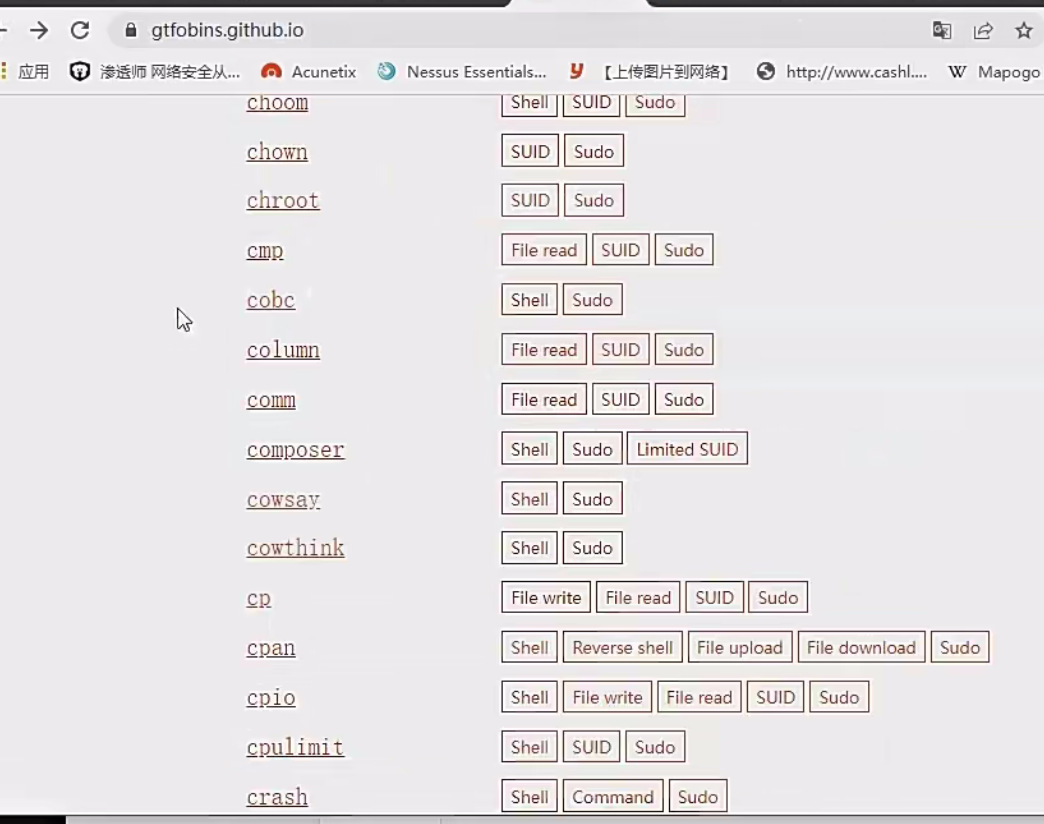 gtfobins.github.io
应用 渗透师 网络安全从... Acunetix Nessus Essentials... 【上传图片到网络】 http://www.cashl.... Mapogo
choom Shell SUID Sudo
chown SUID Sudo
chroot SUID Sudo
cmp File read SUID Sudo
cobc Shell Sudo
column File read SUID Sudo
comm File read SUID Sudo
composer Shell Sudo Limited SUID
cowsay Shell Sudo
cowthink Shell Sudo
cp File write File read SUID Sudo
cpan Shell Reverse shell File upload File download Sudo
cpio Shell File write File read SUID Sudo
cpulimit Shell SUID Sudo
crash Shell Command Sudo